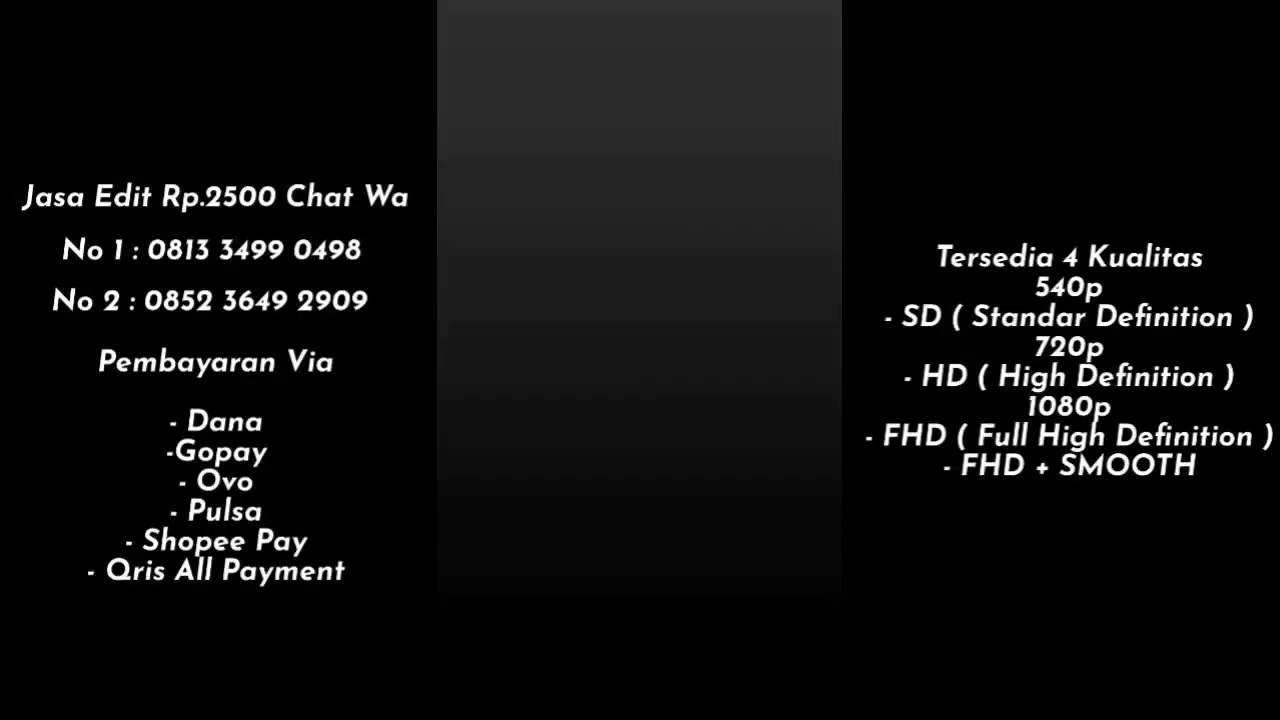 Jasa Edit Rp.2500 Chat Wa
No 1 : 0813 3499 0498
No 2 : 0852 3649 2909
Pembayaran Via
- Dana
-Gopay
- Ovo
- Pulsa
- Shopee Pay
- Qris All Payment
Tersedia 4 Kualitas
540p
- SD ( Standar Definition )
720p
- HD ( High Definition )
1080p
- FHD ( Full High Definition )
- FHD + SMOOTH